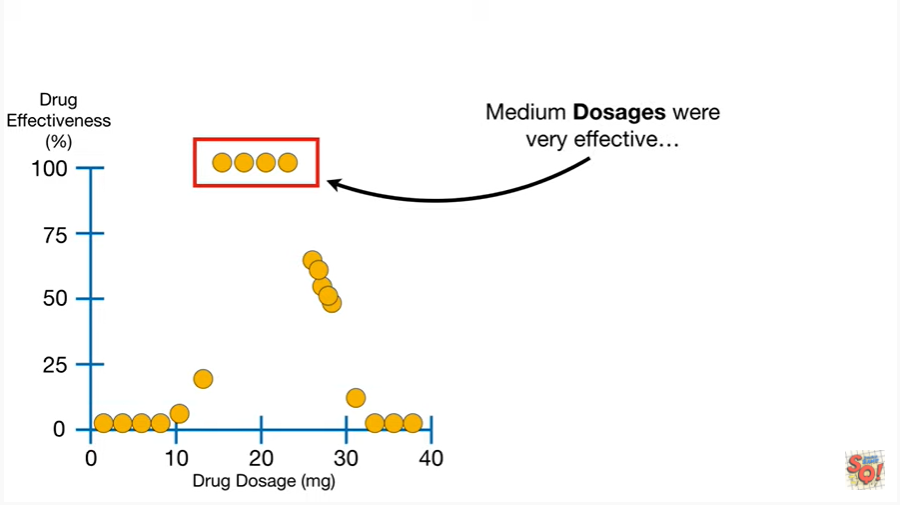 Drug
Effectiveness
(%)
Medium Dosages were
very effective…
100
75
50
25
0
0 10 20 30 40
Drug Dosage (mg)
SQ!